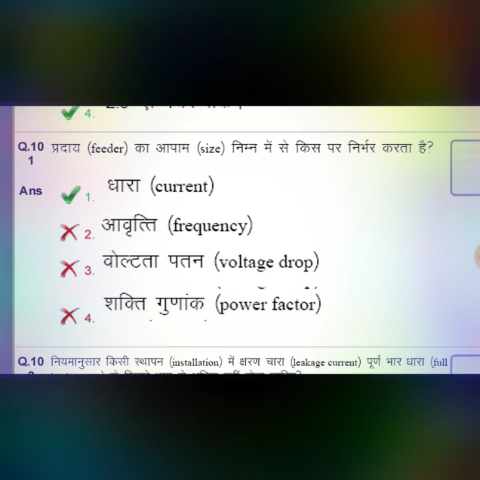 4.
Q.10 प्रदाय (feeder) का आपाम (size) निम्न में से किस पर निर्भर करता है?
1
Ans
1. धारा (current)
2. आवृत्ति (frequency)
3. वोल्टता पतन (voltage drop)
4. शक्ति गुणांक (power factor)
Q.10 नियमानुसार किसी स्थापन (installation) में क्षरण धारा (leakage current) पूर्ण भार धारा (full